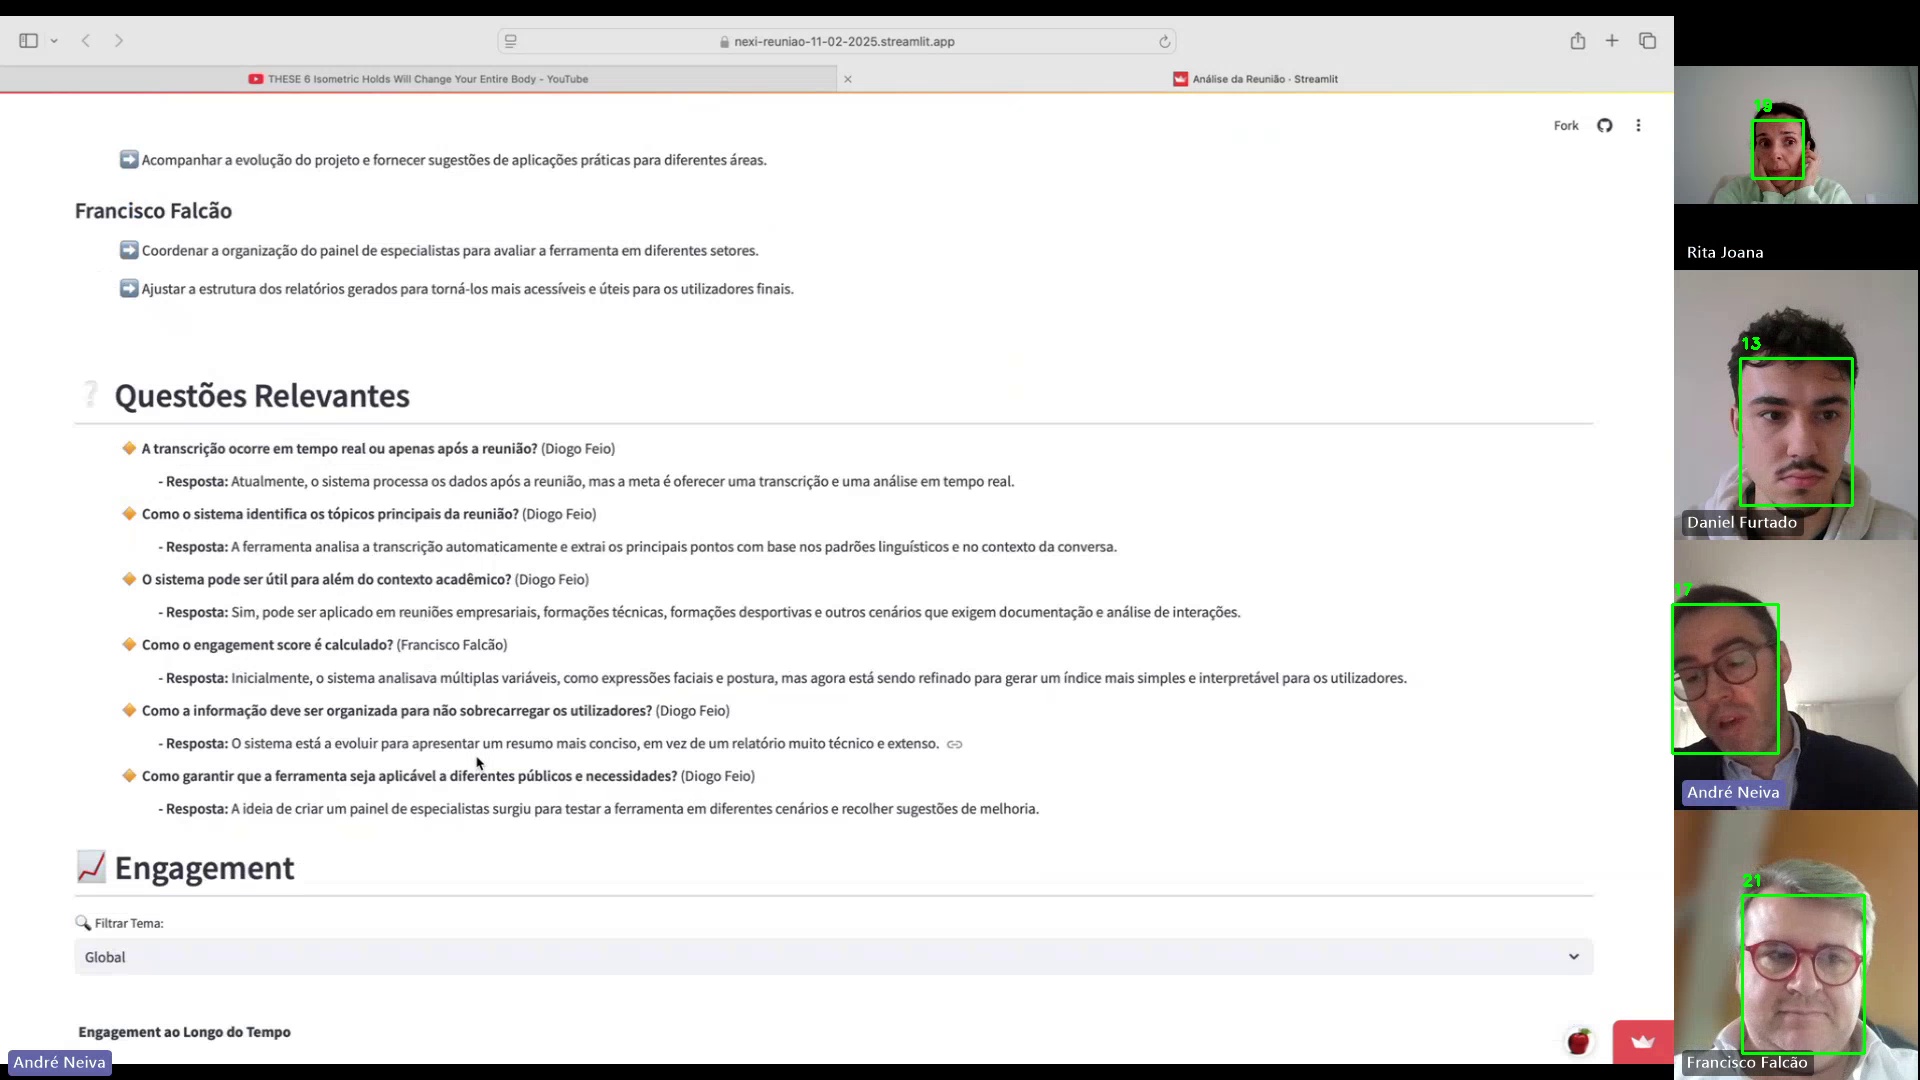 nexi-reuniao-11-02-2025.streamlit.app
THESE 6 Isometric Holds Will Change Your Entire Body - YouTube
Análise da Reunião · Streamlit
Fork
Acompanhar a evolução do projeto e fornecer sugestões de aplicações práticas para diferentes áreas.
Francisco Falcão
Coordenar a organização do painel de especialistas para avaliar a ferramenta em diferentes setores.
Ajustar a estrutura dos relatórios gerados para torná-los mais acessíveis e úteis para os utilizadores finais.
Questões Relevantes
A transcrição ocorre em tempo real ou apenas após a reunião? (Diogo Feio)
- Resposta: Atualmente, o sistema processa os dados após a reunião, mas a meta é oferecer uma transcrição e uma análise em tempo real.
Como o sistema identifica os tópicos principais da reunião? (Diogo Feio)
- Resposta: A ferramenta analisa a transcrição automaticamente e extrai os principais pontos com base nos padrões linguísticos e no contexto da conversa.
O sistema pode ser útil para além do contexto acadêmico? (Diogo Feio)
- Resposta: Sim, pode ser aplicado em reuniões empresariais, formações técnicas, formações desportivas e outros cenários que exigem documentação e análise de interações.
Como o engagement score é calculado? (Francisco Falcão)
- Resposta: Inicialmente, o sistema analisava múltiplas variáveis, como expressões faciais e postura, mas agora está sendo refinado para gerar um índice mais simples e interpretável para os utilizadores.
Como a informação deve ser organizada para não sobrecarregar os utilizadores? (Diogo Feio)
- Resposta: O sistema está a evoluir para apresentar um resumo mais conciso, em vez de um relatório muito técnico e extenso.
Como garantir que a ferramenta seja aplicável a diferentes públicos e necessidades? (Diogo Feio)
- Resposta: A ideia de criar um painel de especialistas surgiu para testar a ferramenta em diferentes cenários e recolher sugestões de melhoria.
Engagement
Filtrar Tema:
Global
Engagement ao Longo do Tempo
André Neiva
19
Rita Joana
13
Daniel Furtado
17
André Neiva
21
Francisco Falcão